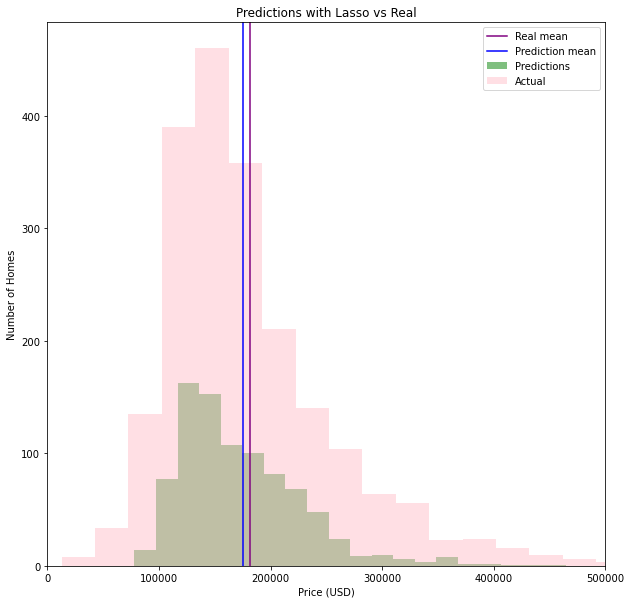 Predictions with Lasso vs Real
Real mean
Prediction mean
Predictions
Actual
400
300
200
100
0
Number of Homes
0 100000 200000 300000 400000 500000
Price (USD)